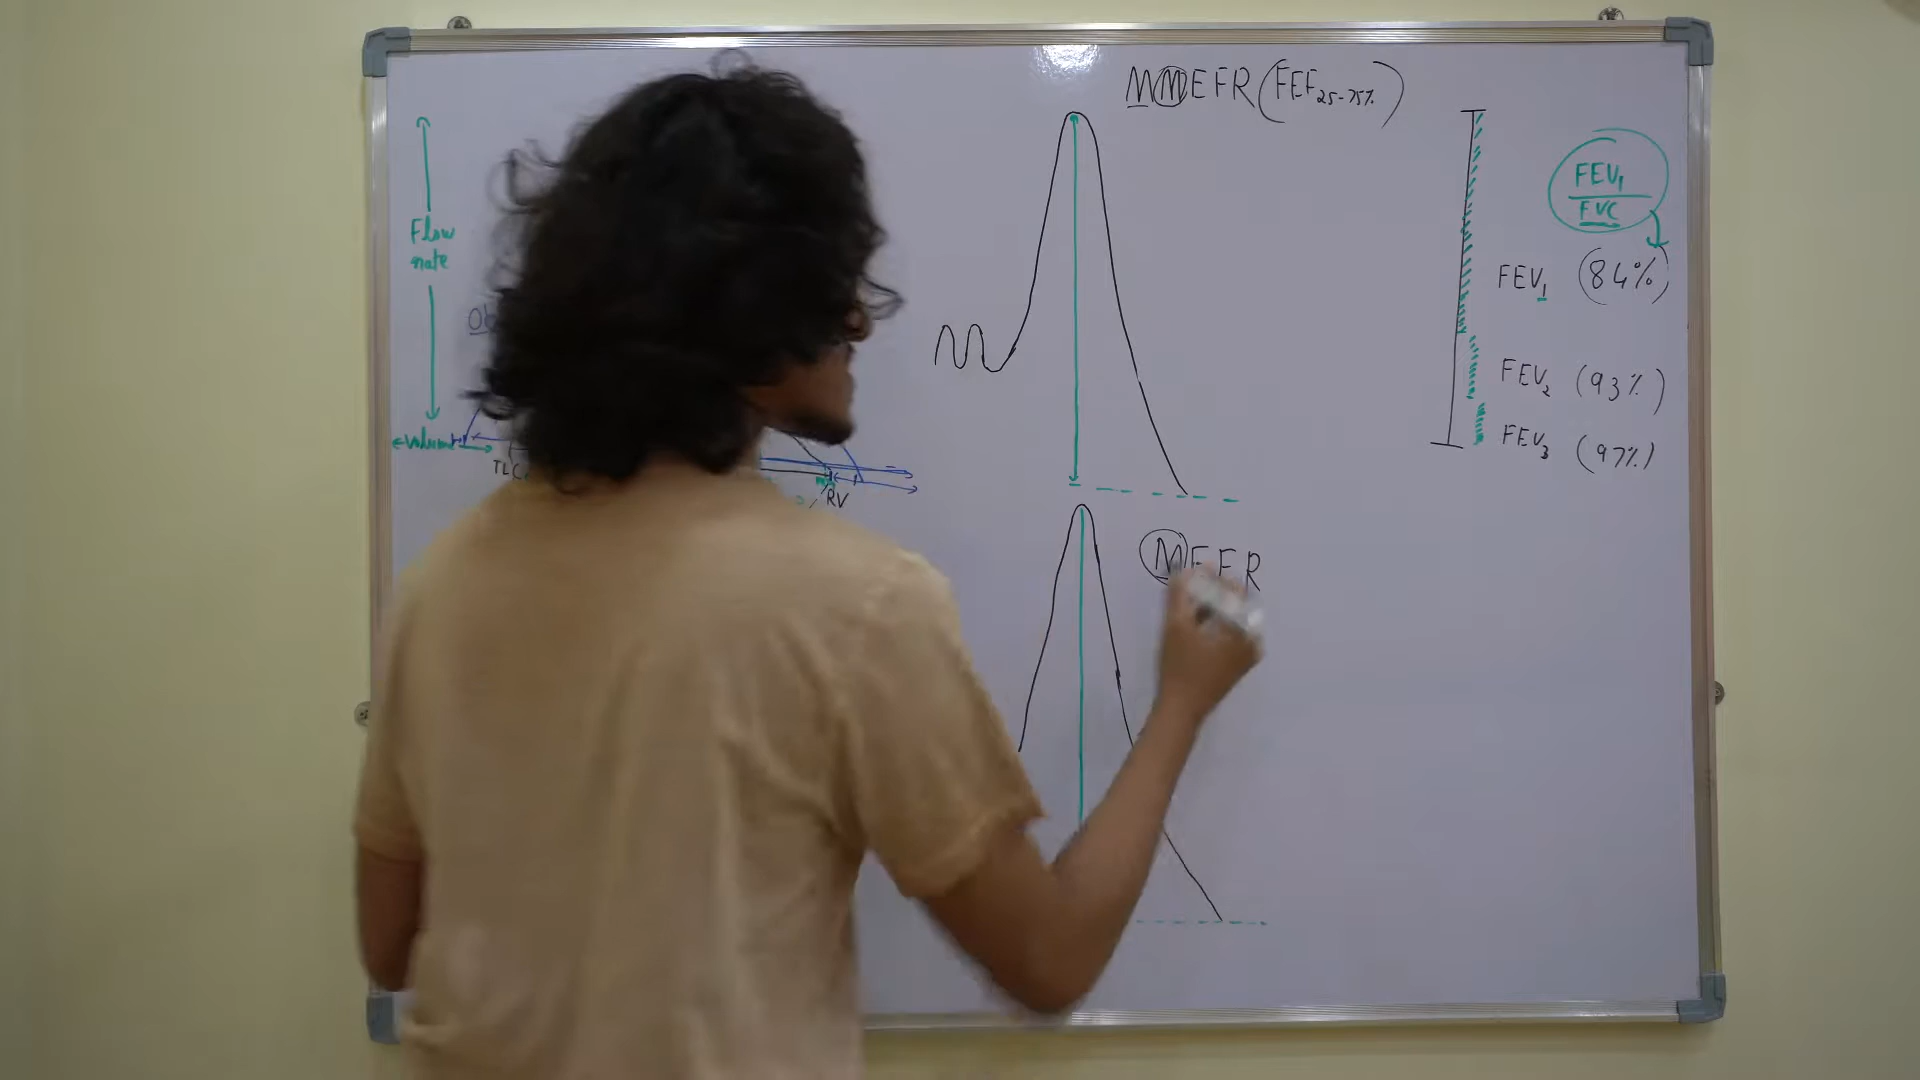 MMEFR (FEF25-75%)
Flow
rate
FEV1
FVC
FEV1 (84%)
FEV2 (93%)
FEV3 (97%)
Volume
TLC
RV
MEFR